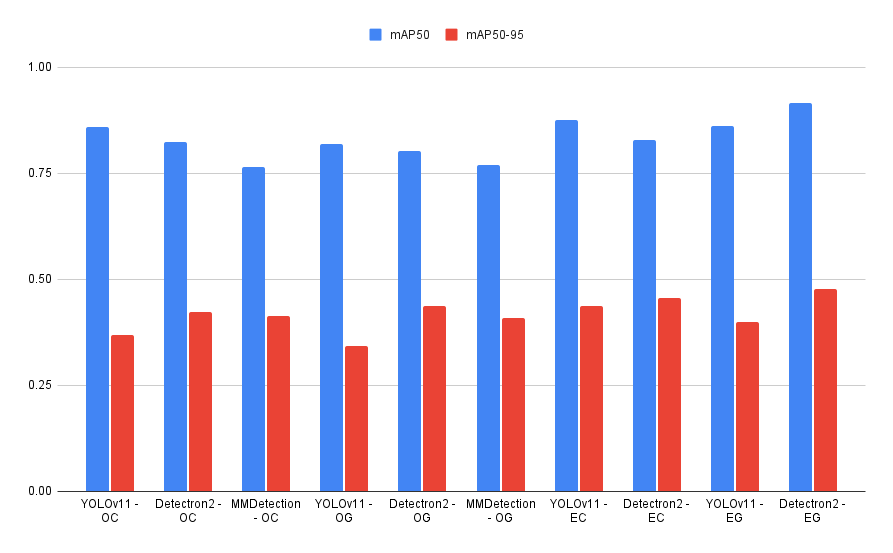 mAP50 mAP50-95
1.00
0.75
0.50
0.25
0.00
YOLOv11 - OC
Detectron2 - OC
MMDetection - OC
YOLOv11 - OG
Detectron2 - OG
MMDetection - OG
YOLOv11 - EC
Detectron2 - EC
YOLOv11 - EG
Detectron2 - EG